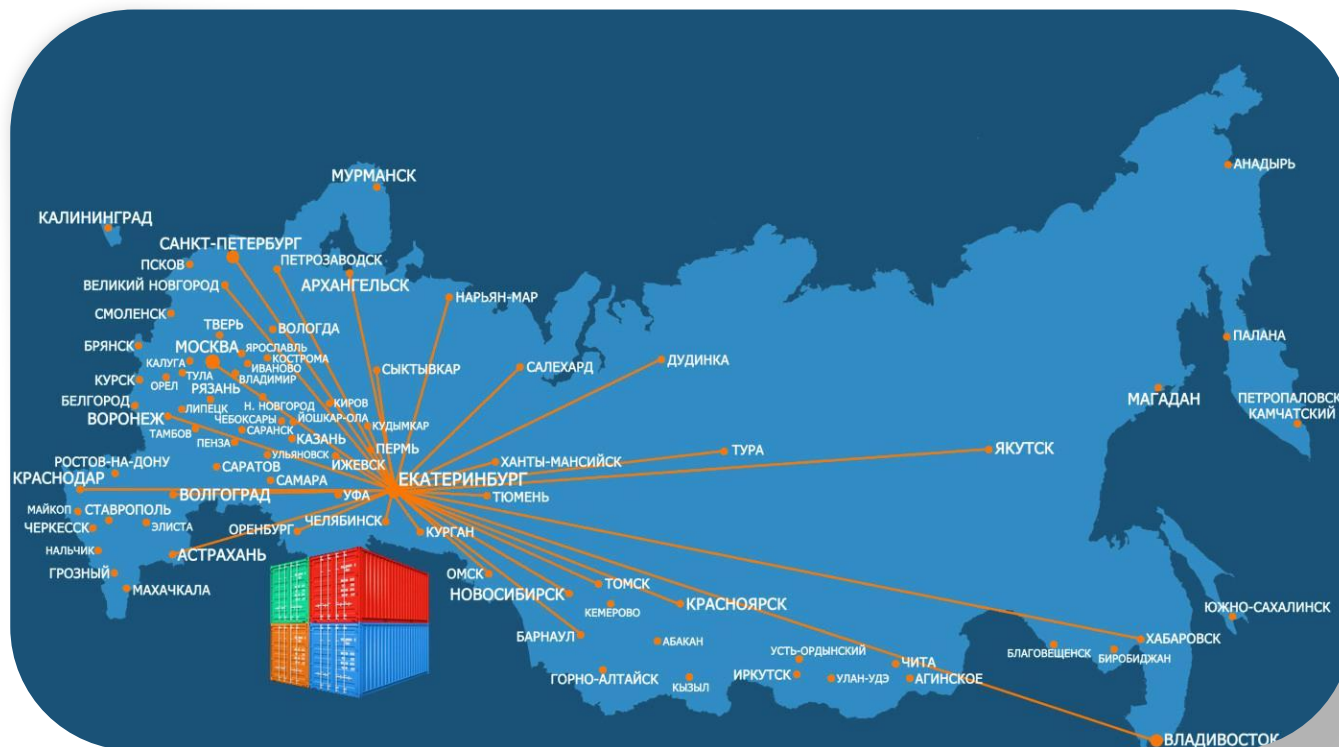 АНАДЫРЬ
МУРМАНСК
КАЛИНИНГРАД
САНКТ-ПЕТЕРБУРГ
ПСКОВ
ПЕТРОЗАВОДСК
ВЕЛИКИЙ НОВГОРОД
АРХАНГЕЛЬСК
НАРЬЯН-МАР
СМОЛЕНСК
ТВЕРЬ
ВОЛОГДА
ПАЛАНА
БРЯНСК
МОСКВА
ЯРОСЛАВЛЬ
КОСТРОМА
КАЛУГА
ИВАНОВО
СЫКТЫВКАР
САЛЕХАРД
ДУДИНКА
КУРСК
ОРЕЛ
ТУЛА
ВЛАДИМИР
РЯЗАНЬ
БЕЛГОРОД
ЛИПЕЦК
Н. НОВГОРОД
КИРОВ
МАГАДАН
ПЕТРОПАЛОВСК
КАМЧАТСКИЙ
ВОРОНЕЖ
ЧЕБОКСАРЫ
ЙОШКАР-ОЛА
КУДЫМКАР
ТАМБОВ
САРАНСК
ПЕНЗА
КАЗАНЬ
ПЕРМЬ
ТУРА
ЯКУТСК
УЛЬЯНОВСК
ИЖЕВСК
ХАНТЫ-МАНСИЙСК
РОСТОВ-НА-ДОНУ
САРАТОВ
КРАСНОДАР
САМАРА
ЕКАТЕРИНБУРГ
ВОЛГОГРАД
УФА
ТЮМЕНЬ
МАЙКОП
СТАВРОПОЛЬ
ЧЕРКЕССК
ЭЛИСТА
ОРЕНБУРГ
ЧЕЛЯБИНСК
КУРГАН
НАЛЬЧИК
АСТРАХАНЬ
ГРОЗНЫЙ
МАХАЧКАЛА
ОМСК
НОВОСИБИРСК
ТОМСК
КЕМЕРОВО
КРАСНОЯРСК
ЮЖНО-САХАЛИНСК
БАРНАУЛ
АБАКАН
УСТЬ-ОРДЫНСКИЙ
БЛАГОВЕЩЕНСК
БИРОБИДЖАН
ХАБАРОВСК
ГОРНО-АЛТАЙСК
КЫЗЫЛ
ИРКУТСК
УЛАН-УДЭ
ЧИТА
АГИНСКОЕ
ВЛАДИВОСТОК